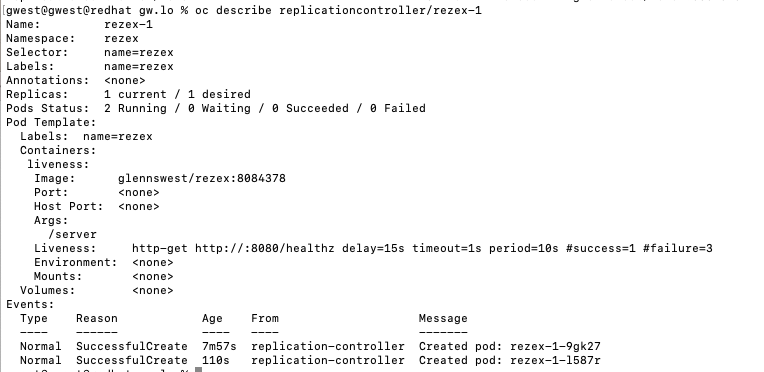 gwest@gwest@redhat gw.lo % oc describe replicationcontroller/rezex-1
Name:         rezex-1
Namespace:    rezex
Selector:     name=rezex
Labels:       name=rezex
Annotations:  <none>
Replicas:     1 current / 1 desired
Pods Status:  2 Running / 0 Waiting / 0 Succeeded / 0 Failed
Pod Template:
  Labels:  name=rezex
  Containers:
   liveness:
    Image:      glennswest/rezex:8084378
    Port:       <none>
    Host Port:  <none>
    Args:
      /server
    Liveness:     http-get http://:8080/healthz delay=15s timeout=1s period=10s #success=1 #failure=3
    Environment:  <none>
    Mounts:       <none>
  Volumes:        <none>
Events:
  Type    Reason            Age    From                    Message
  ----    ------            ----   ----                    -------
  Normal  SuccessfulCreate  7m57s  replication-controller  Created pod: rezex-1-9gk27
  Normal  SuccessfulCreate  110s   replication-controller  Created pod: rezex-1-l587r